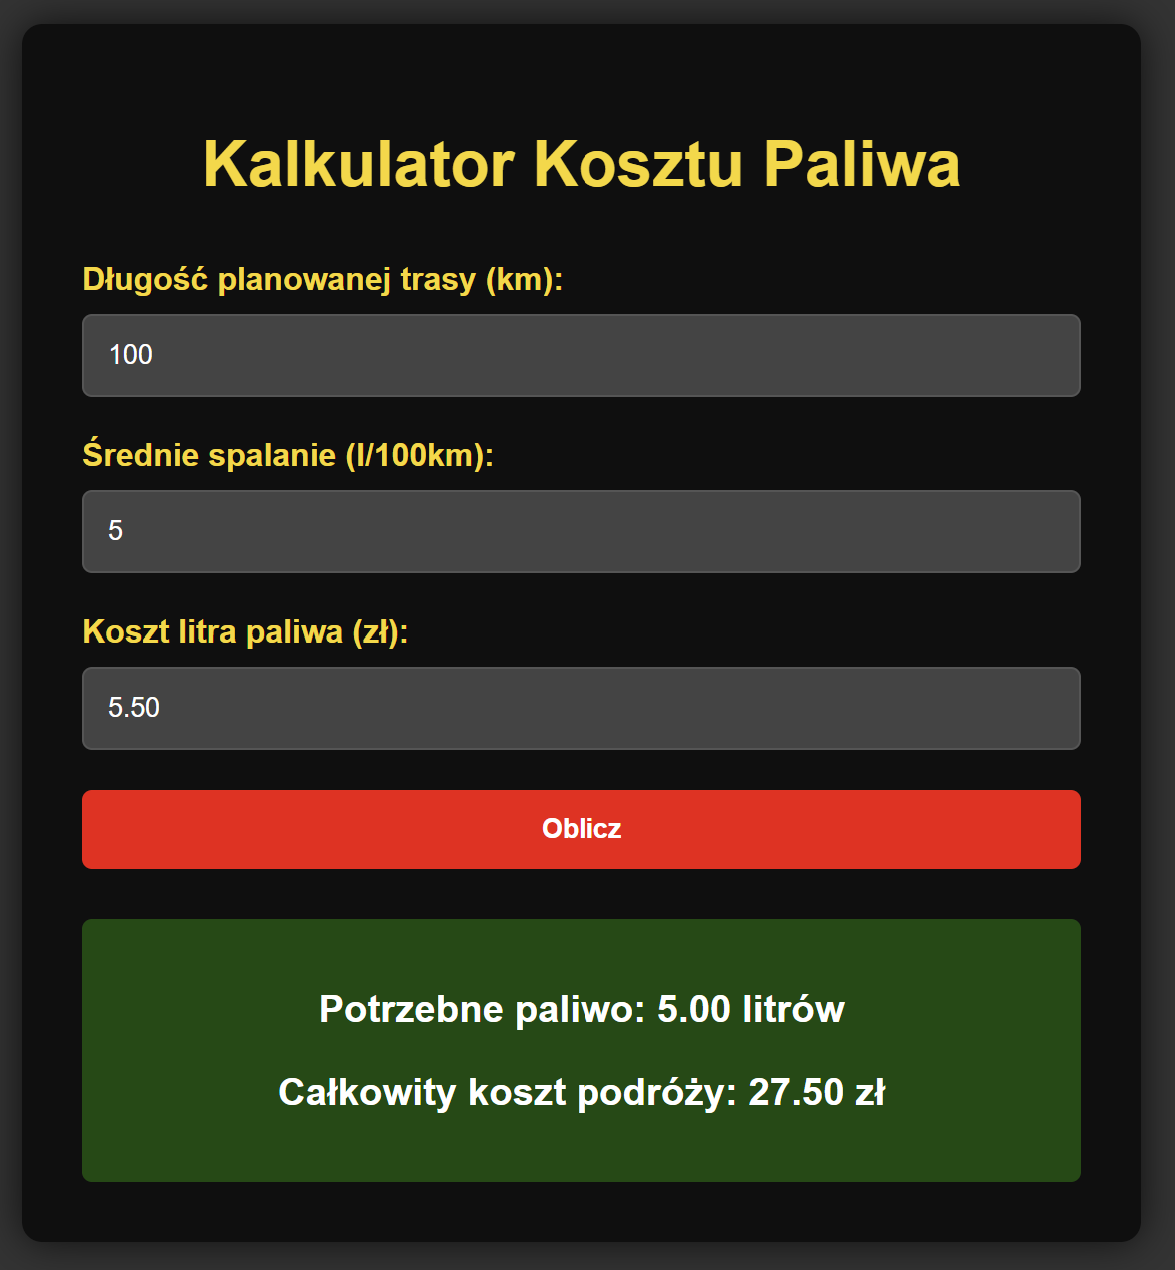 Kalkulator Kosztu Paliwa
Długość planowanej trasy (km):
100
Średnie spalanie (l/100km):
5
Koszt litra paliwa (zł):
5.50
Oblicz
Potrzebne paliwo: 5.00 litrów
Całkowity koszt podróży: 27.50 zł